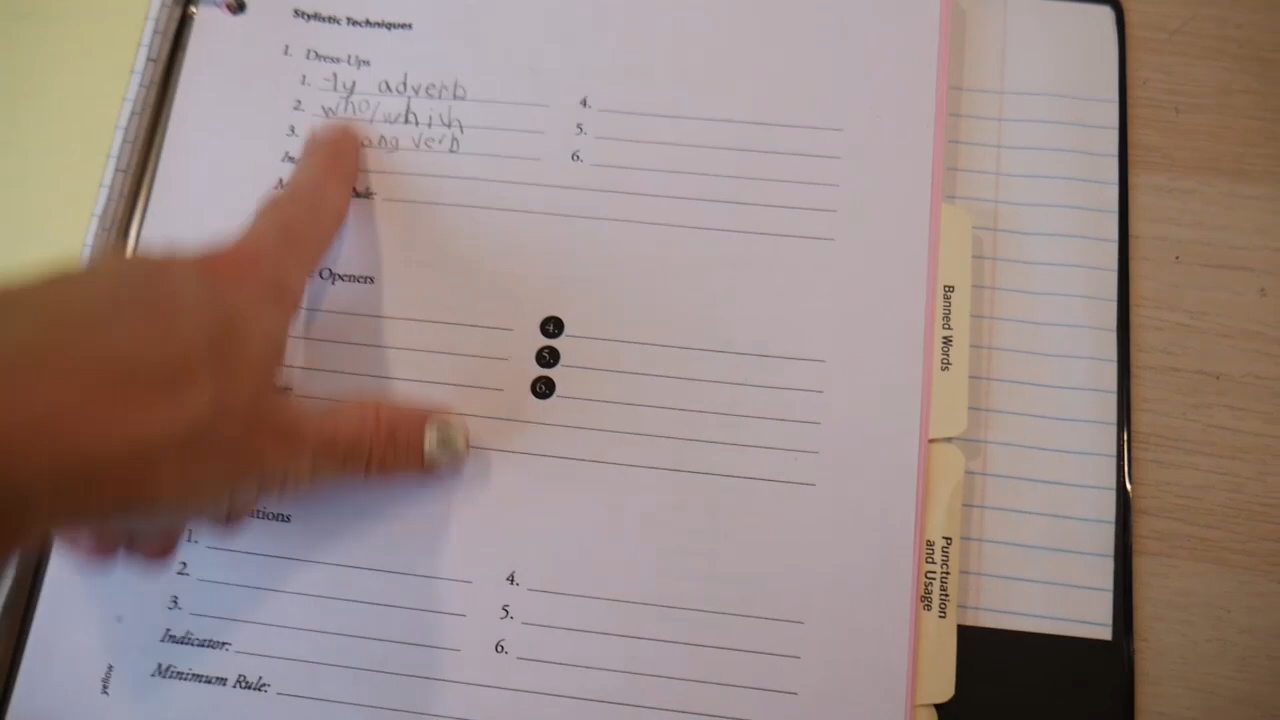 Stylistic Techniques
1. Dress-Ups
1. -ly adverb
2. who/which
3. verb
4.
5.
6.
Openers
4.
5.
6.
1.
2.
3.
4.
5.
6.
Indicator:
Minimum Rule:
yellow
Banned Words
Punctuation
and Usage